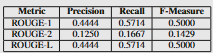 Metric Precision Recall F-Measure
ROUGE-1 0.4444 0.5714 0.5000
ROUGE-2 0.1250 0.1667 0.1429
ROUGE-L 0.4444 0.5714 0.5000